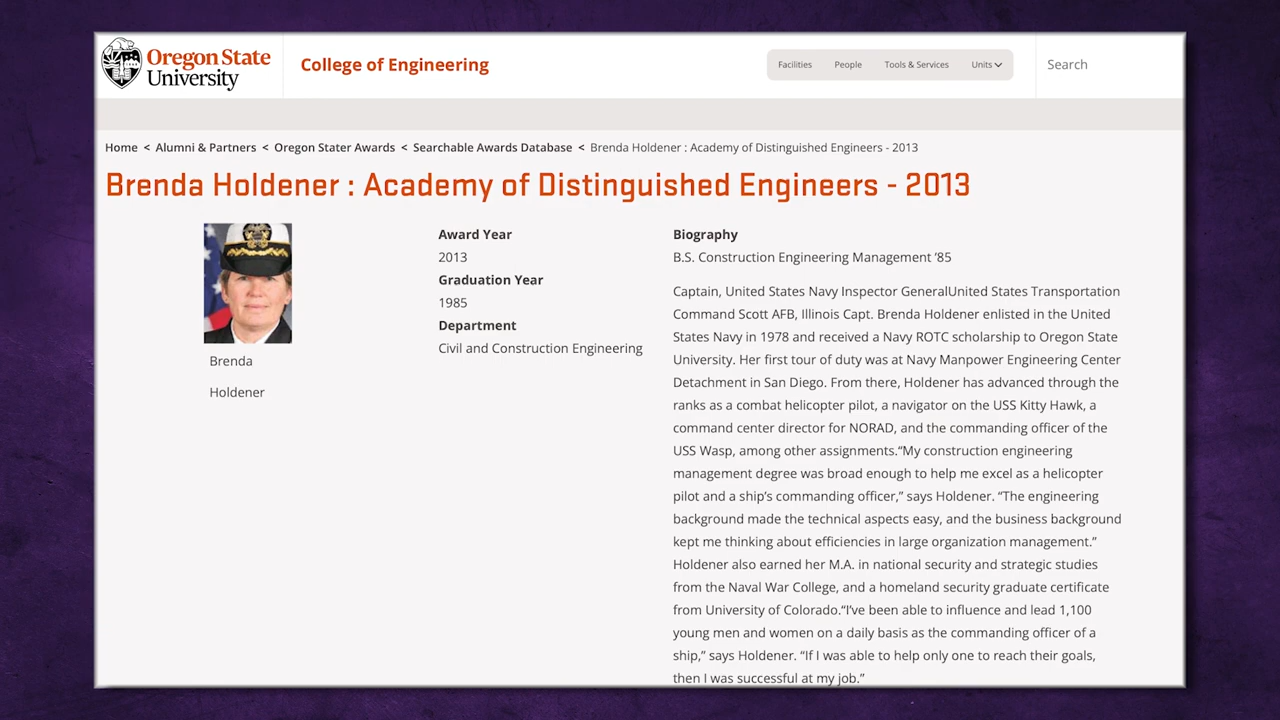 Oregon State
University
College of Engineering
Facilities People Tools & Services Units
Search
Home < Alumni & Partners < Oregon Stater Awards < Searchable Awards Database < Brenda Holdener : Academy of Distinguished Engineers - 2013
Brenda Holdener : Academy of Distinguished Engineers - 2013
Brenda
Holdener
Award Year
2013
Graduation Year
1985
Department
Civil and Construction Engineering
Biography
B.S. Construction Engineering Management ’85
Captain, United States Navy Inspector GeneralUnited States Transportation
Command Scott AFB, Illinois Capt. Brenda Holdener enlisted in the United
States Navy in 1978 and received a Navy ROTC scholarship to Oregon State
University. Her first tour of duty was at Navy Manpower Engineering Center
Detachment in San Diego. From there, Holdener has advanced through the
ranks as a combat helicopter pilot, a navigator on the USS Kitty Hawk, a
command center director for NORAD, and the commanding officer of the
USS Wasp, among other assignments.“My construction engineering
management degree was broad enough to help me excel as a helicopter
pilot and a ship’s commanding officer,” says Holdener. “The engineering
background made the technical aspects easy, and the business background
kept me thinking about efficiencies in large organization management.”
Holdener also earned her M.A. in national security and strategic studies
from the Naval War College, and a homeland security graduate certificate
from University of Colorado.“I’ve been able to influence and lead 1,100
young men and women on a daily basis as the commanding officer of a
ship,” says Holdener. “If I was able to help only one to reach their goals,
then I was successful at my job.”